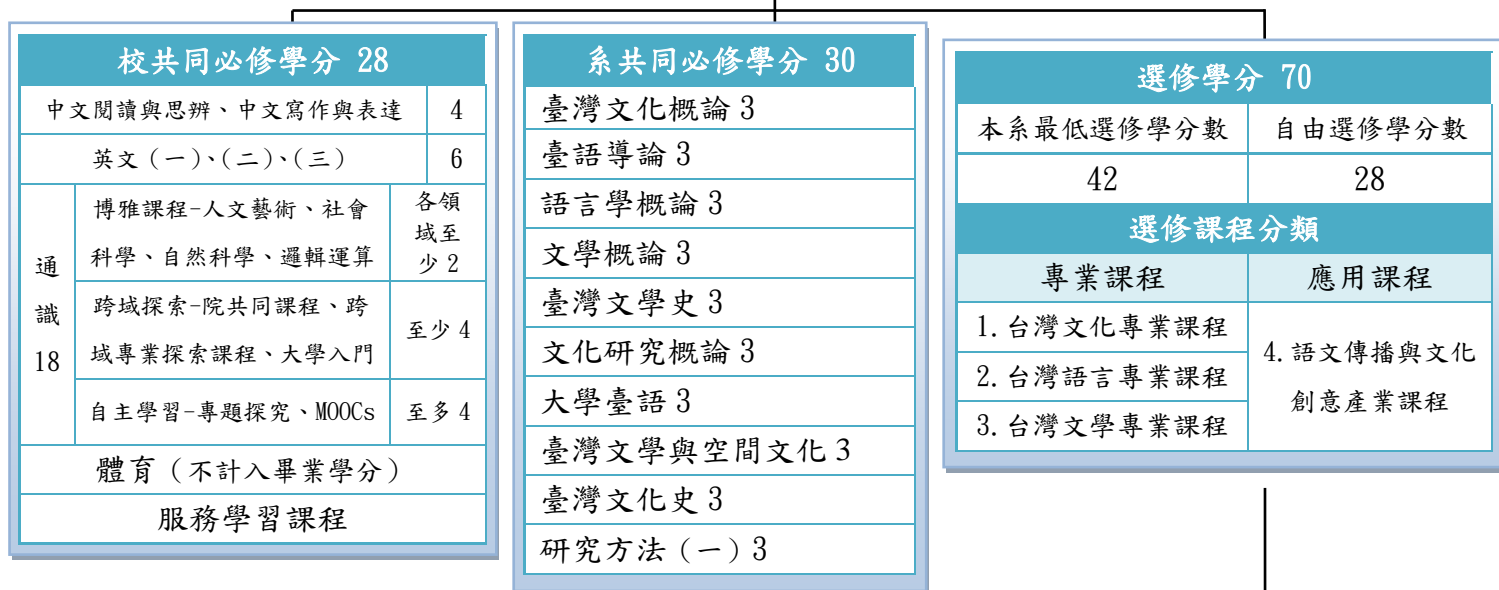 校共同必修學分 28
中文閱讀與思辨、中文寫作與表達 4
英文（一）、（二）、（三） 6
通識 18
博雅課程-人文藝術、社會
科學、自然科學、邏輯運算
各領
域至
少 2
跨域探索-院共同課程、跨
域專業探索課程、大學入門
至少 4
自主學習-專題探究、MOOCs 至多 4
體育（不計入畢業學分）
服務學習課程
系共同必修學分 30
臺灣文化概論 3
臺語導論 3
語言學概論 3
文學概論 3
臺灣文學史 3
文化研究概論 3
大學臺語 3
臺灣文學與空間文化 3
臺灣文化史 3
研究方法（一）3
選修學分 70
本系最低選修學分數 自由選修學分數
42 28
選修課程分類
專業課程 應用課程
1.台灣文化專業課程
2.台灣語言專業課程
3.台灣文學專業課程
4.語文傳播與文化
創意產業課程